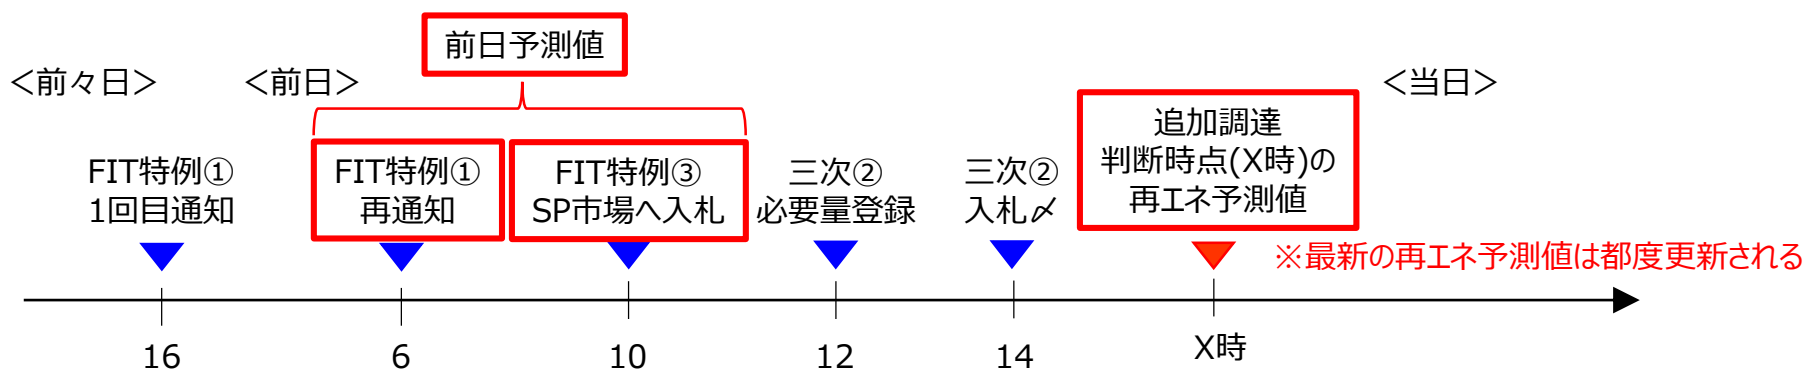 前日予測値
<前々日>
<前日>
<当日>
FIT特例①
1回目通知
FIT特例①
再通知
FIT特例③
SP市場へ入札
三次②
必要量登録
三次②
入札〆
追加調達
判断時点(X時)の
再エネ予測値
※最新の再エネ予測値は都度更新される
16
6
10
12
14
X時